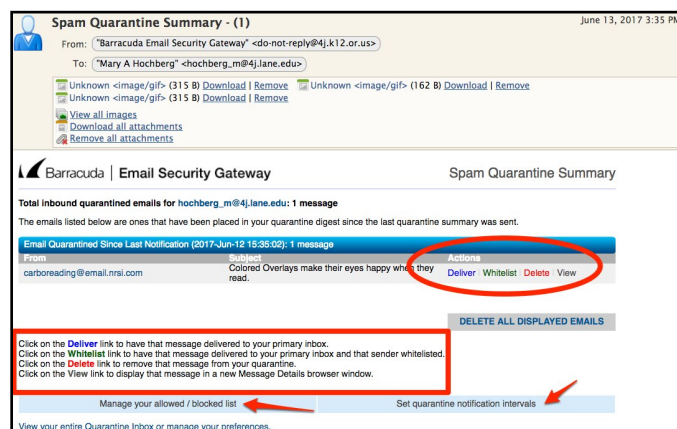 Spam Quarantine Summary - (1)
June 13, 2017 3:35 PM
From: "Barracuda Email Security Gateway" <do-not-reply@4j.k12.or.us>
To: "Mary A Hochberg" <hochberg_m@4j.lane.edu>
Unknown <image/gif> (315 B) Download | Remove Unknown <image/gif> (162 B) Download | Remove
Unknown <image/gif> (315 B) Download | Remove
View all images
Download all attachments
Remove all attachments
Barracuda | Email Security Gateway
Spam Quarantine Summary
Total inbound quarantined emails for hochberg_m@4j.lane.edu: 1 message
The emails listed below are ones that have been placed in your quarantine digest since the last quarantine summary was sent.
Email Quarantined Since Last Notification (2017-Jun-12 15:35:02): 1 message
From Subject Actions
carboreading@email.nrsi.com Colored Overlays make their eyes happy when they read. Deliver | Whitelist | Delete | View
DELETE ALL DISPLAYED EMAILS
Click on the Deliver link to have that message delivered to your primary inbox.
Click on the Whitelist link to have that message delivered to your primary inbox and that sender whitelisted.
Click on the Delete link to remove that message from your quarantine.
Click on the View link to display that message in a new Message Details browser window.
Manage your allowed / blocked list
Set quarantine notification intervals
View your entire Quarantine Inbox or manage your preferences.